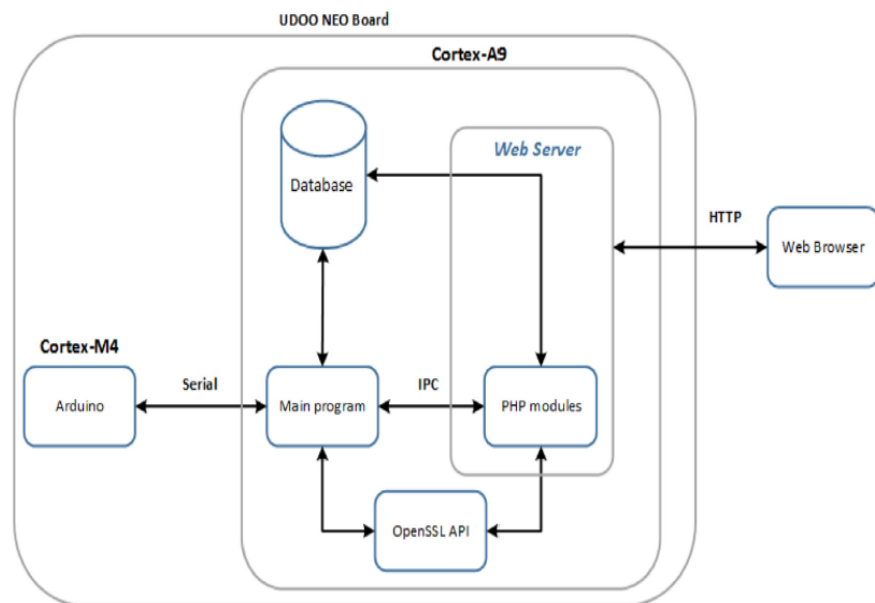 UDOO NEO Board
Cortex-A9
Web Server
Database
HTTP
Web Browser
Cortex-M4
Serial
IPC
Arduino
Main program
PHP modules
OpenSSL API